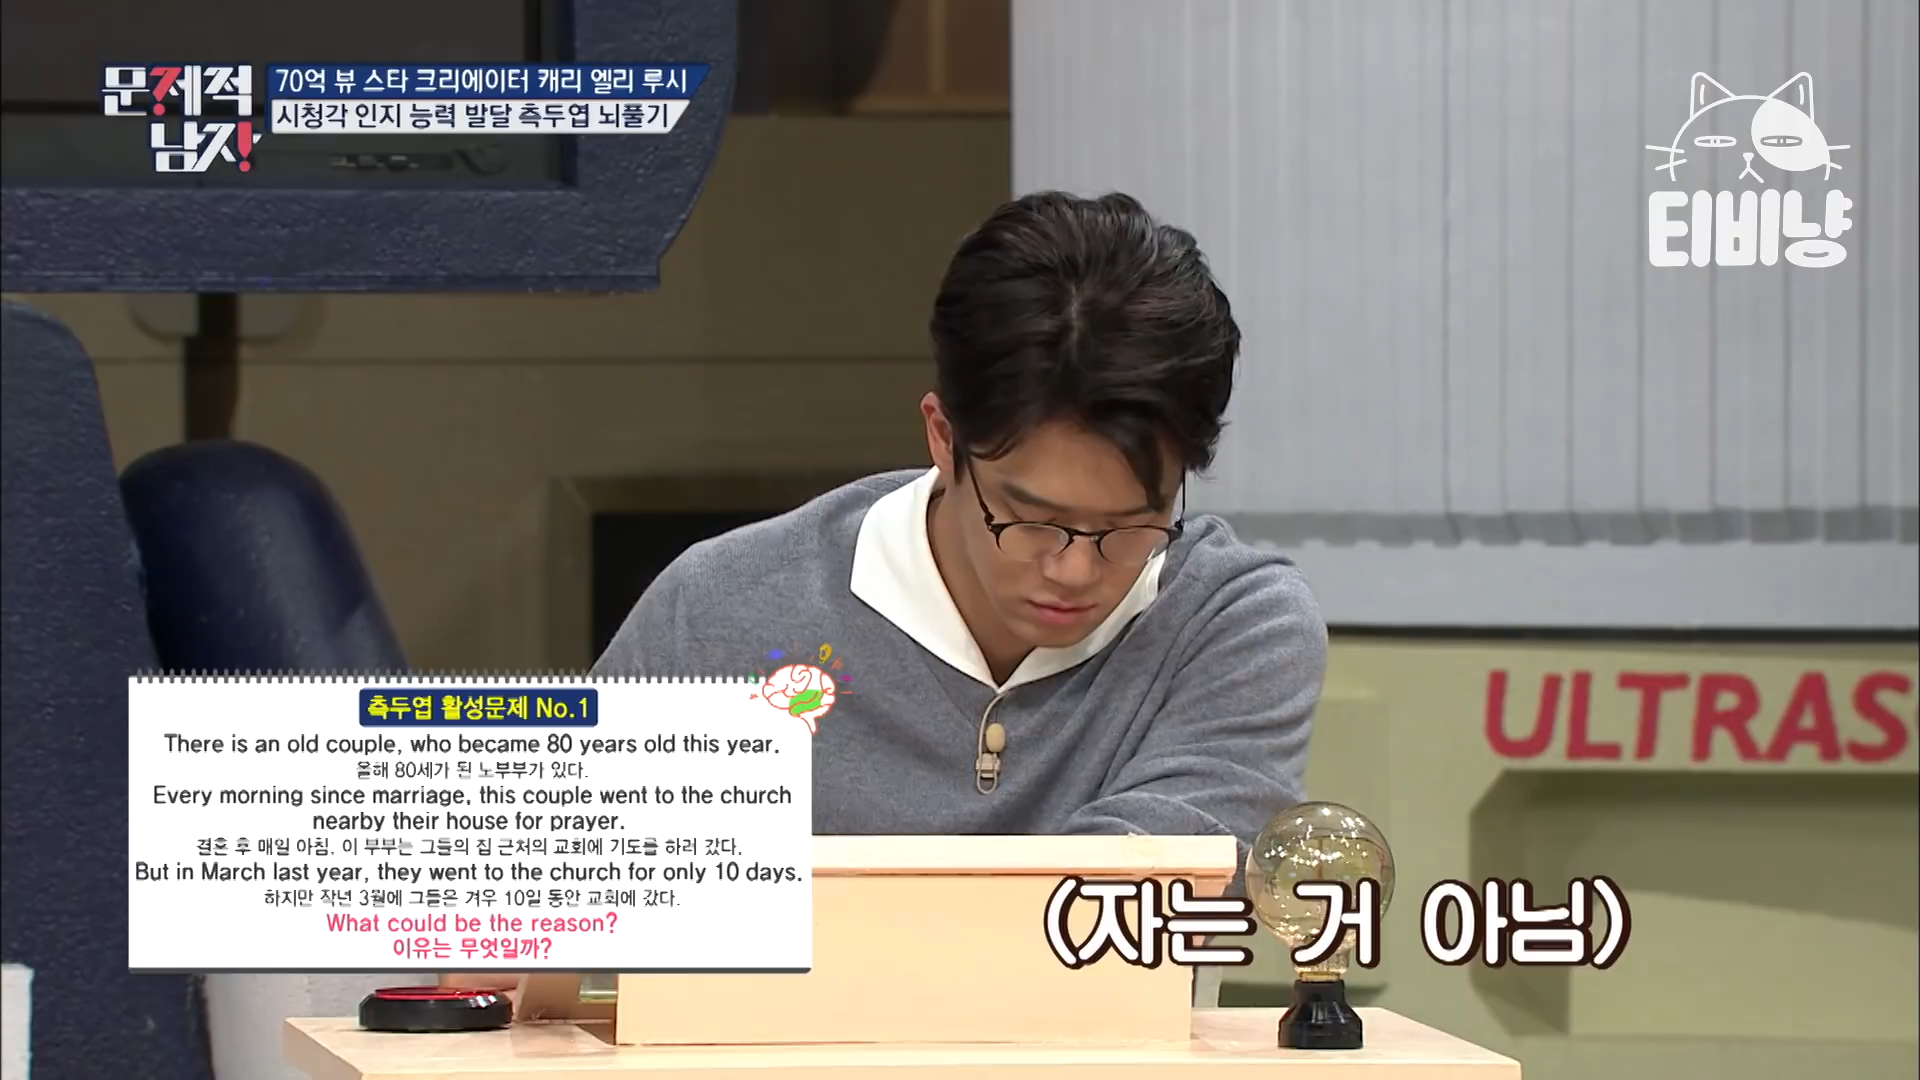 문제적
남자
70억 뷰 스타 크리에이터 캐리 엘리 루시
시청각 인지 능력 발달 측두엽 뇌풀기
티비냥
ULTRAS
측두엽 활성문제 No.1
There is an old couple, who became 80 years old this year.
올해 80세가 된 노부부가 있다.
Every morning since marriage, this couple went to the church
nearby their house for prayer.
결혼 후 매일 아침, 이 부부는 그들의 집 근처의 교회에 기도를 하러 갔다.
But in March last year, they went to the church for only 10 days.
하지만 작년 3월에 그들은 겨우 10일 동안 교회에 갔다.
What could be the reason?
이유는 무엇일까?
(자는 거 아님)